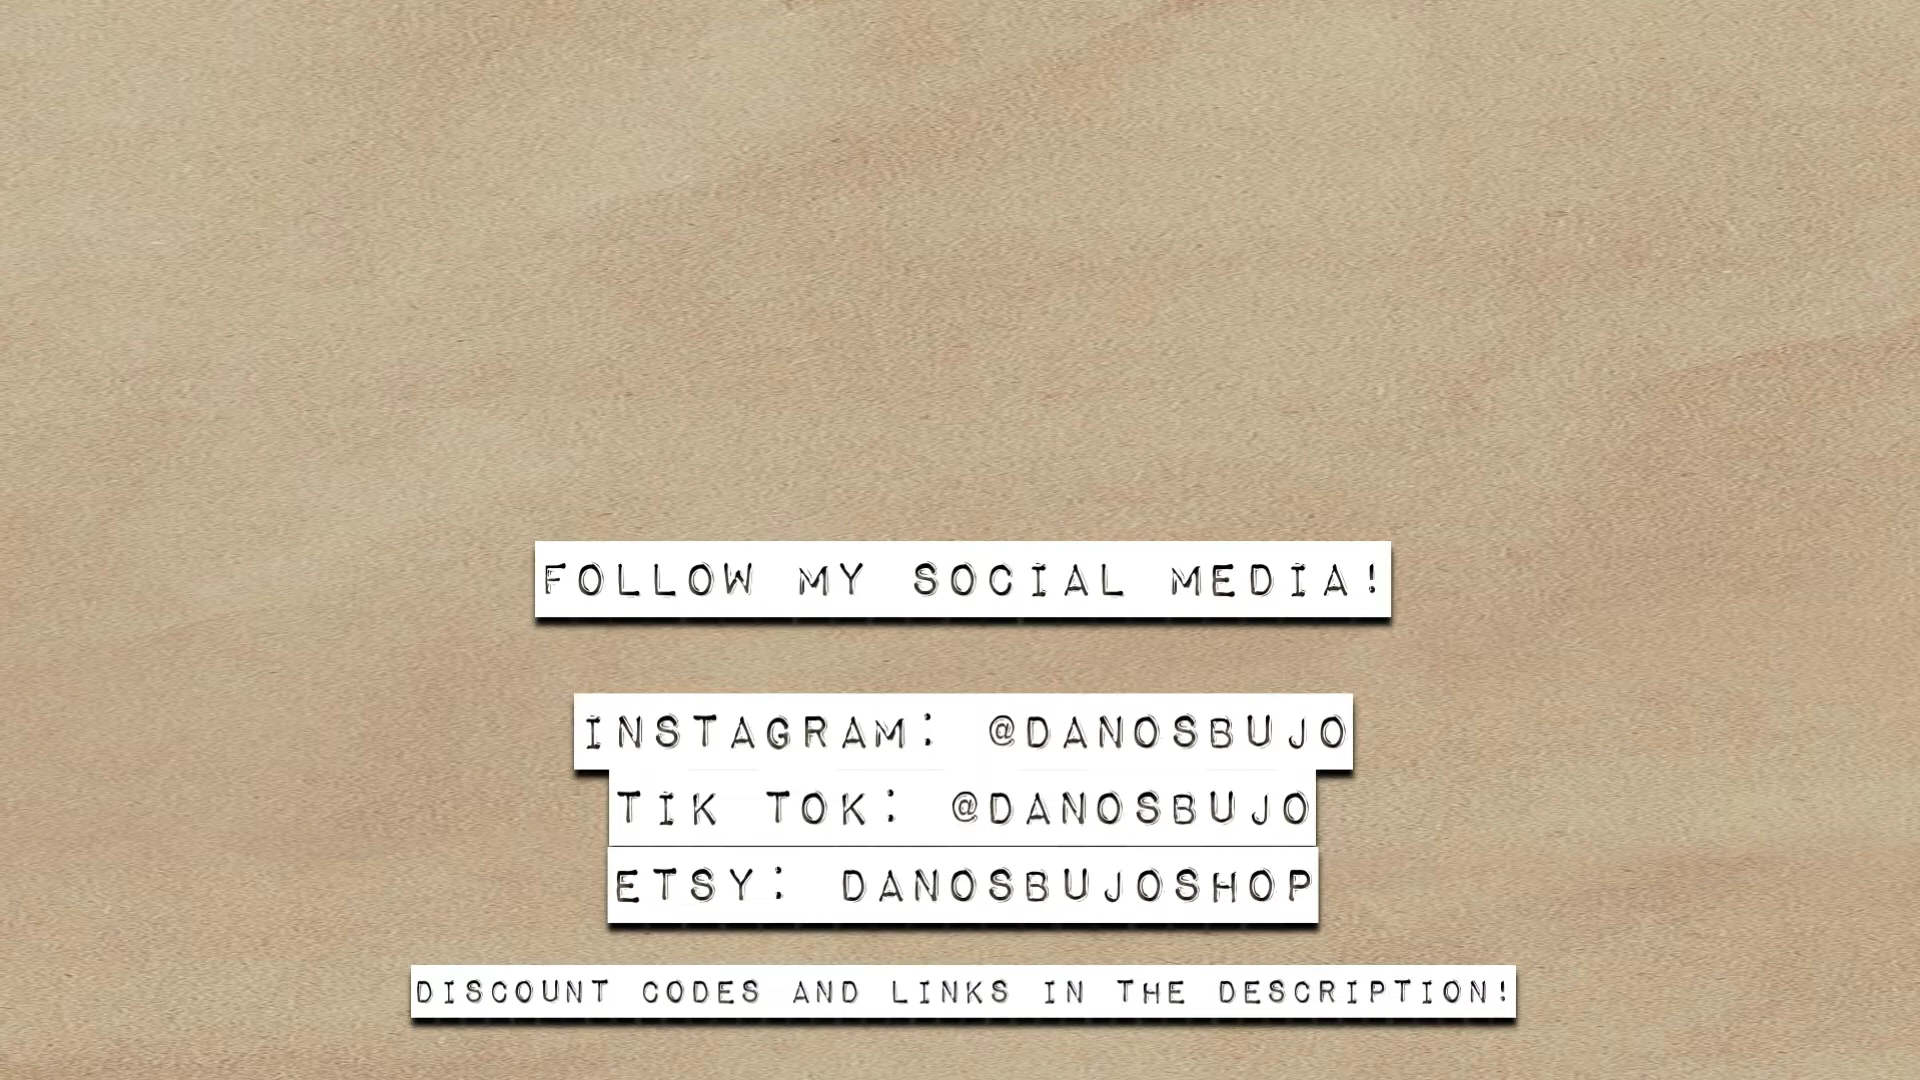 FOLLOW MY SOCIAL MEDIA!
INSTAGRAM: @DANOSBUJO
TIK TOK: @DANOSBUJO
ETSY: DANOSBUJOSHOP
DISCOUNT CODES AND LINKS IN THE DESCRIPTION!